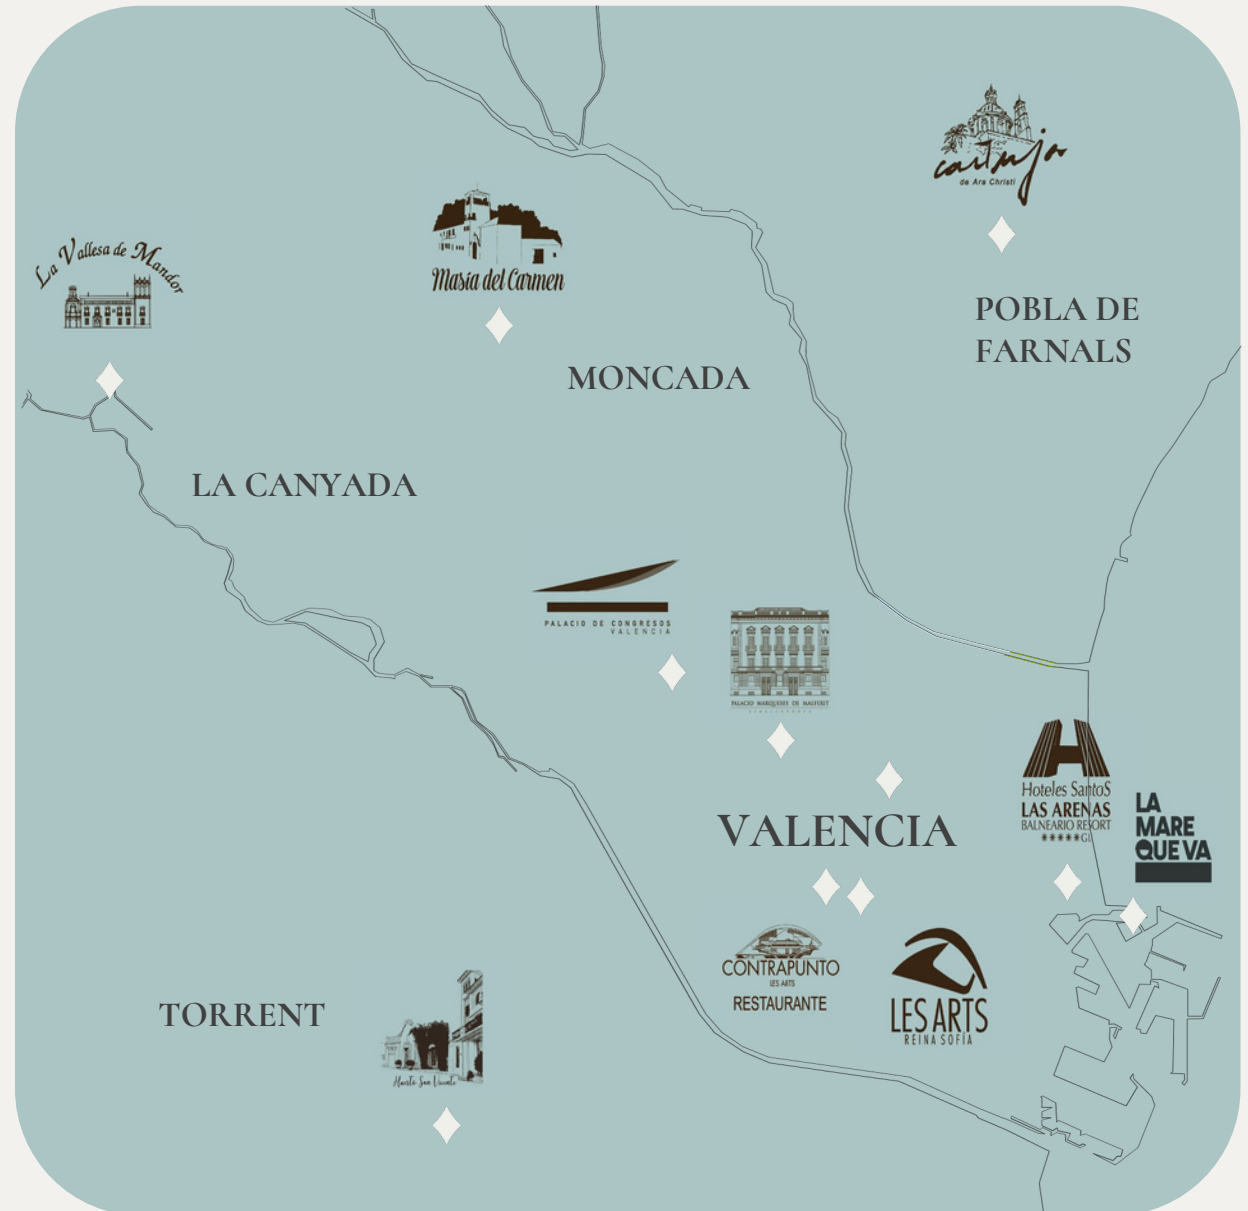 cartuja
de Ara Christi
La Vallesa de Mandor
Masía del Carmen
POBLA DE
FARNALS
MONCADA
LA CANYADA
PALACIO DE CONGRESOS
VALENCIA
PALACIO MARQUESES DE MALFERIT
Hoteles Santos
LAS ARENAS
BALNEARIO RESORT
GL
LA
MARE
QUE VA
VALENCIA
CONTRAPUNTO
LES ARTS
RESTAURANTE
LES ARTS
REINA SOFÍA
TORRENT
Huerto San Vicente